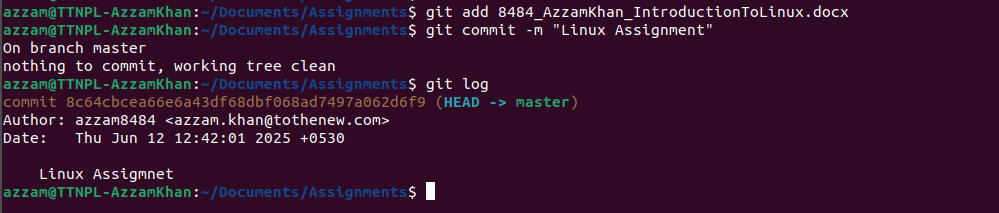 azzam@TTNPL-AzzamKhan:~/Documents/Assignments$ git add 8484_AzzamKhan_IntroductionToLinux.docx
azzam@TTNPL-AzzamKhan:~/Documents/Assignments$ git commit -m "Linux Assignment"
On branch master
nothing to commit, working tree clean
azzam@TTNPL-AzzamKhan:~/Documents/Assignments$ git log
commit 8c64cbcea66e6a43df68dbf068ad7497a062d6f9 (HEAD -> master)
Author: azzam8484 <azzam.khan@tothenew.com>
Date:   Thu Jun 12 12:42:01 2025 +0530
    Linux Assigmnet
azzam@TTNPL-AzzamKhan:~/Documents/Assignments$